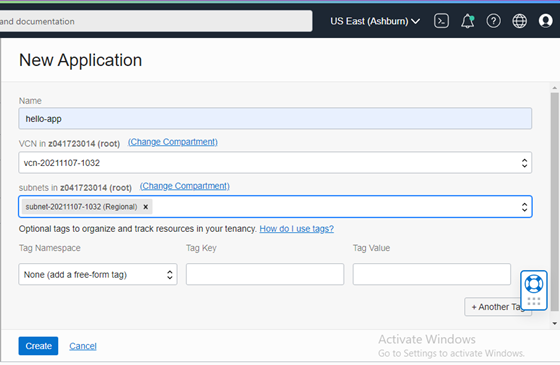 and documentation
US East (Ashburn)
New Application
Name
hello-app
VCN in z041723014 (root) (Change Compartment)
vcn-20211107-1032
subnets in z041723014 (root) (Change Compartment)
subnet-20211107-1032 (Regional) x
Optional tags to organize and track resources in your tenancy. How do I use tags?
Tag Namespace Tag Key Tag Value
None (add a free-form tag)
+ Another Tag
Create Cancel
Activate Windows
Go to Settings to activate Windows.